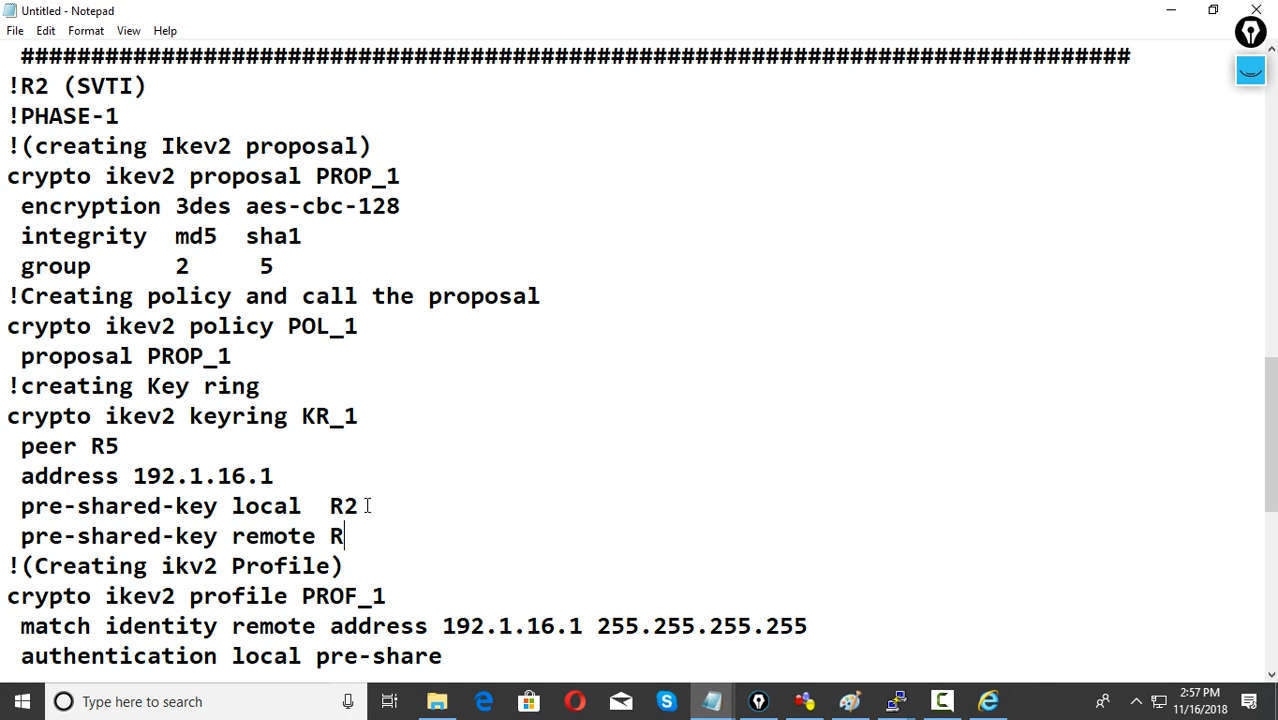 Untitled - Notepad
File Edit Format View Help
###############################################################################
!R2 (SVTI)
!PHASE-1
!(creating Ikev2 proposal)
crypto ikev2 proposal PROP_1
encryption 3des aes-cbc-128
integrity md5 sha1
group 2 5
!Creating policy and call the proposal
crypto ikev2 policy POL_1
proposal PROP_1
!creating Key ring
crypto ikev2 keyring KR_1
peer R5
address 192.1.16.1
pre-shared-key local R2
pre-shared-key remote R
!(Creating ikv2 Profile)
crypto ikev2 profile PROF_1
match identity remote address 192.1.16.1 255.255.255.255
authentication local pre-share
Type here to search
2:57 PM
11/16/2018